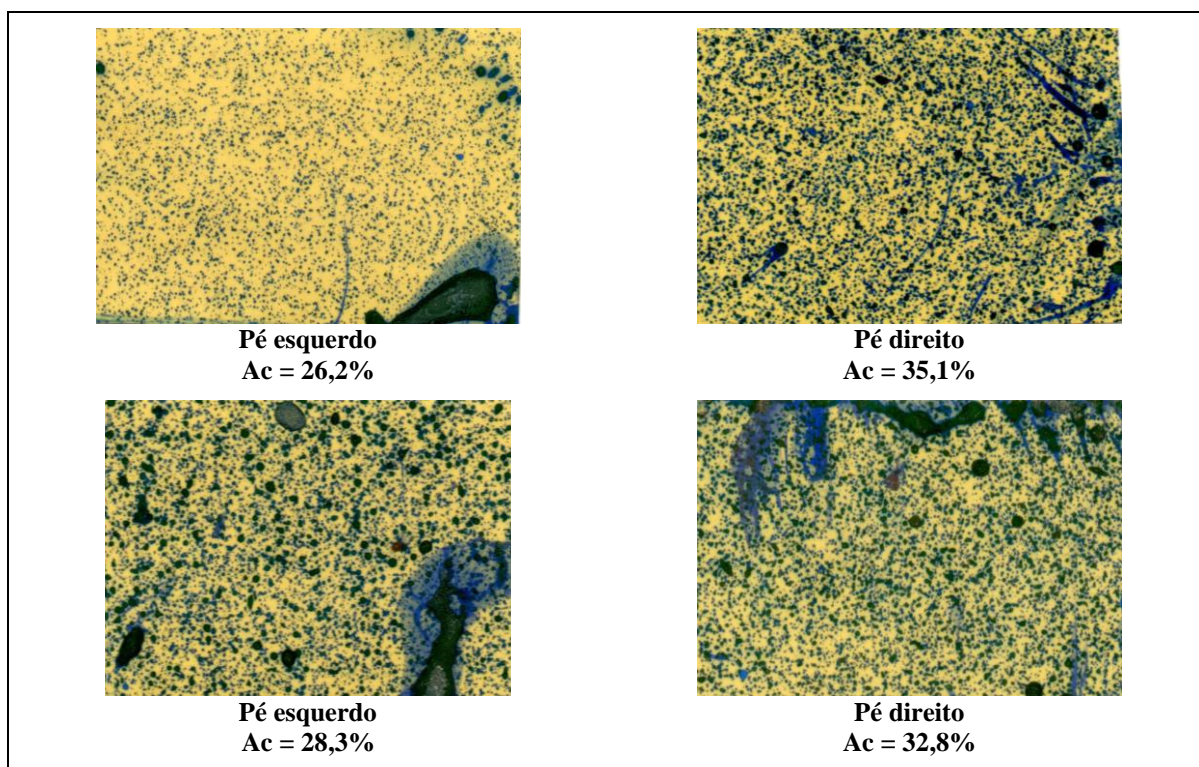 Pé esquerdo
Ac = 26,2%
Pé direito
Ac = 35,1%
Pé esquerdo
Ac = 28,3%
Pé direito
Ac = 32,8%